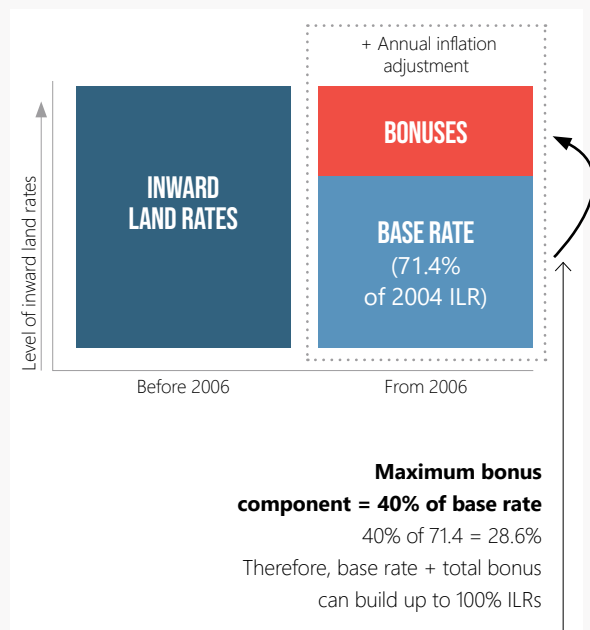 + Annual inflation
adjustment
BONUSES
INWARD
LAND RATES
BASE RATE
(71.4%
of 2004 ILR)
Level of inward land rates
Before 2006
From 2006
Maximum bonus
component = 40% of base rate
40% of 71.4 = 28.6%
Therefore, base rate + total bonus
can build up to 100% ILRs